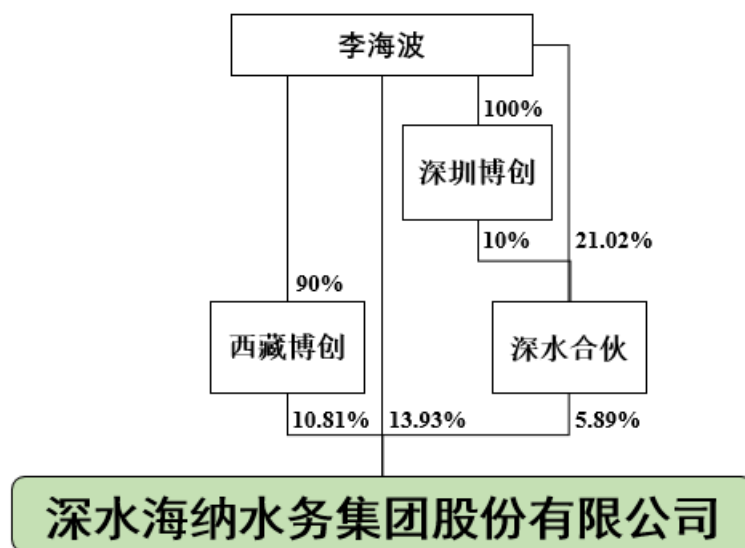 李海波
100%
深圳博创
10%
21.02%
90%
西藏博创
深水合伙
10.81%
13.93%
5.89%
深水海纳水务集团股份有限公司